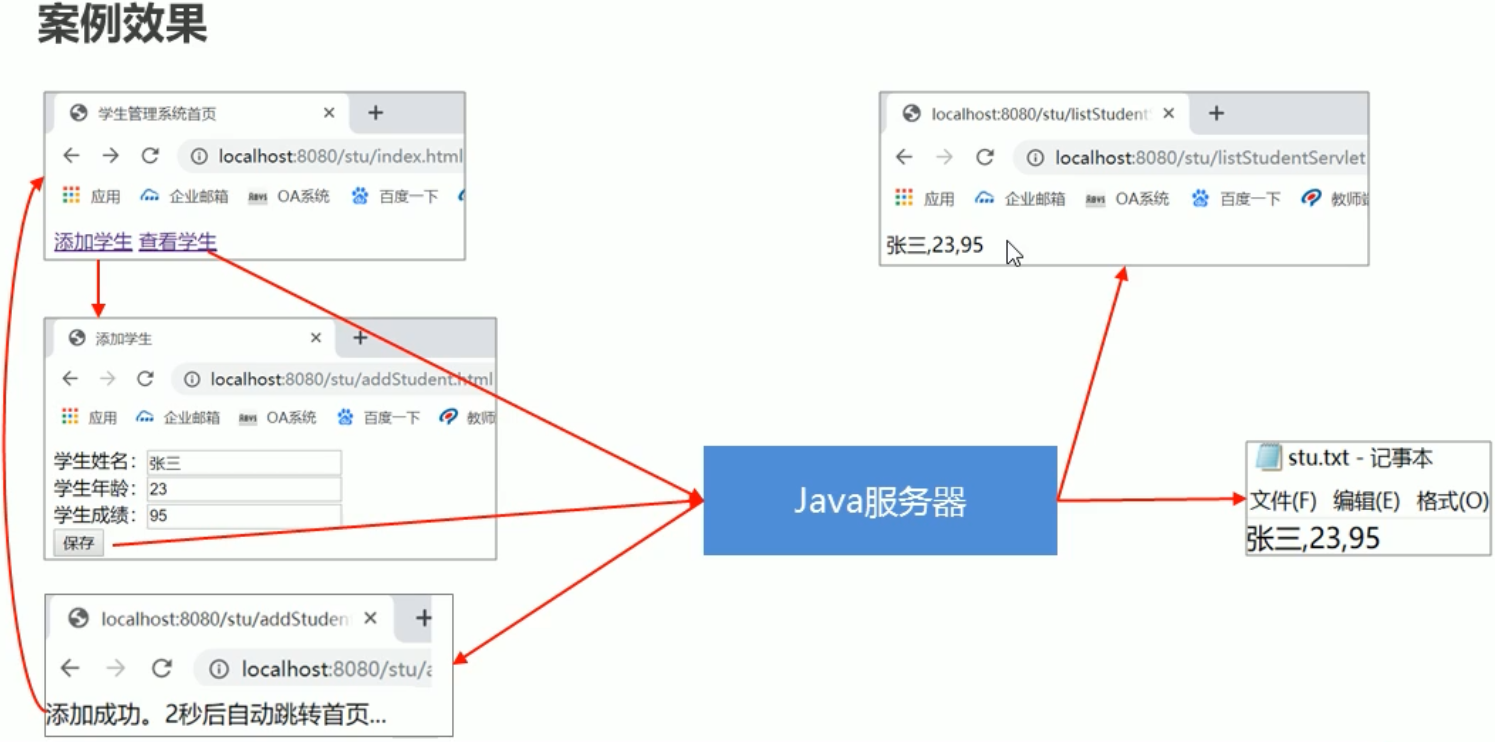 案例效果
学生管理系统首页
localhost:8080/stu/index.html
应用 企业邮箱 OA系统 百度一下
添加学生 查看学生
添加学生
localhost:8080/stu/addStudent.html
应用 企业邮箱 OA系统 百度一下 教师
学生姓名：张三
学生年龄：23
学生成绩：95
保存
localhost:8080/stu/addStuden
localhost:8080/stu/a
添加成功。2秒后自动跳转首页...
Java服务器
localhost:8080/stu/listStudent
localhost:8080/stu/listStudentServlet
应用 企业邮箱 OA系统 百度一下 教师
张三,23,95
stu.txt - 记事本
文件(F) 编辑(E) 格式(O)
张三,23,95